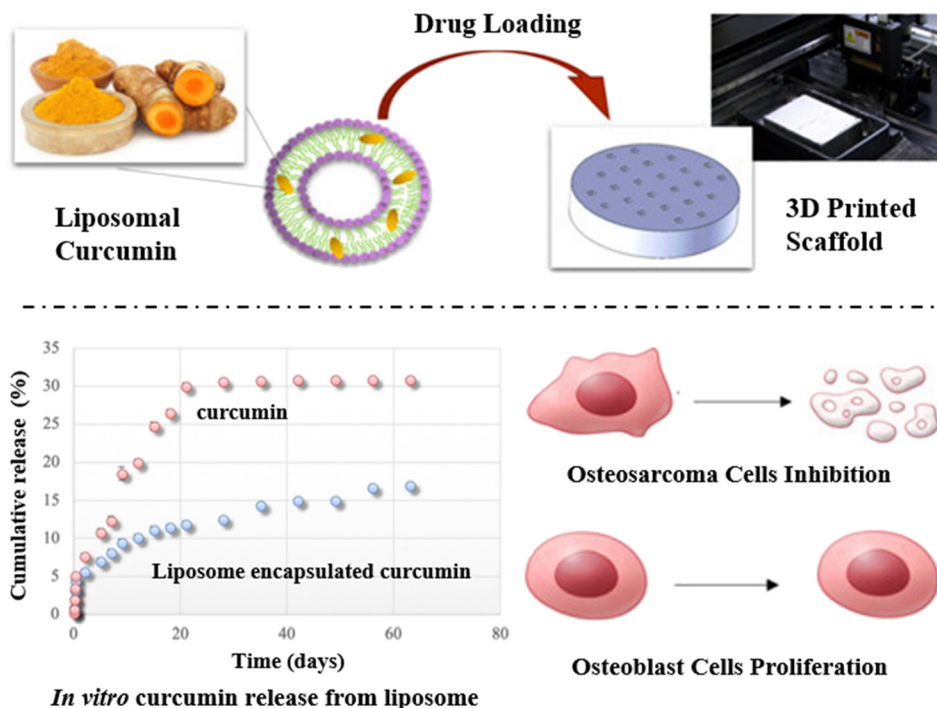 Drug Loading
Liposomal
Curcumin
3D Printed
Scaffold
35
30
25
20
15
10
5
0
Cumulative release (%)
curcumin
Liposome encapsulated curcumin
0
20
40
60
80
Time (days)
In vitro curcumin release from liposome
Osteosarcoma Cells Inhibition
Osteoblast Cells Proliferation